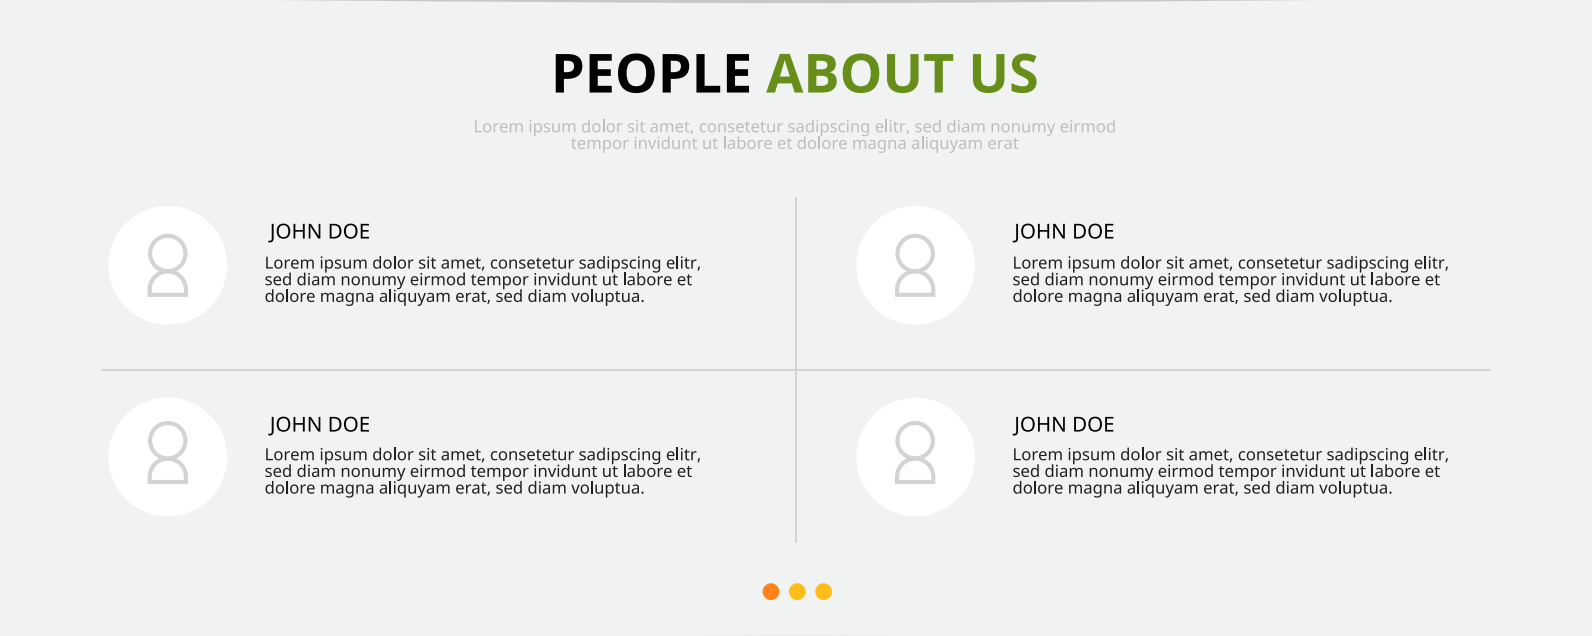 PEOPLE ABOUT US
Lorem ipsum dolor sit amet, consetetur sadipscing elitr, sed diam nonumy eirmod
tempor invidunt ut labore et dolore magna aliquyam erat
JOHN DOE
Lorem ipsum dolor sit amet, consetetur sadipscing elitr,
sed diam nonumy eirmod tempor invidunt ut labore et
dolore magna aliquyam erat, sed diam voluptua.
JOHN DOE
Lorem ipsum dolor sit amet, consetetur sadipscing elitr,
sed diam nonumy eirmod tempor invidunt ut labore et
dolore magna aliquyam erat, sed diam voluptua.
JOHN DOE
Lorem ipsum dolor sit amet, consetetur sadipscing elitr,
sed diam nonumy eirmod tempor invidunt ut labore et
dolore magna aliquyam erat, sed diam voluptua.
JOHN DOE
Lorem ipsum dolor sit amet, consetetur sadipscing elitr,
sed diam nonumy eirmod tempor invidunt ut labore et
dolore magna aliquyam erat, sed diam voluptua.